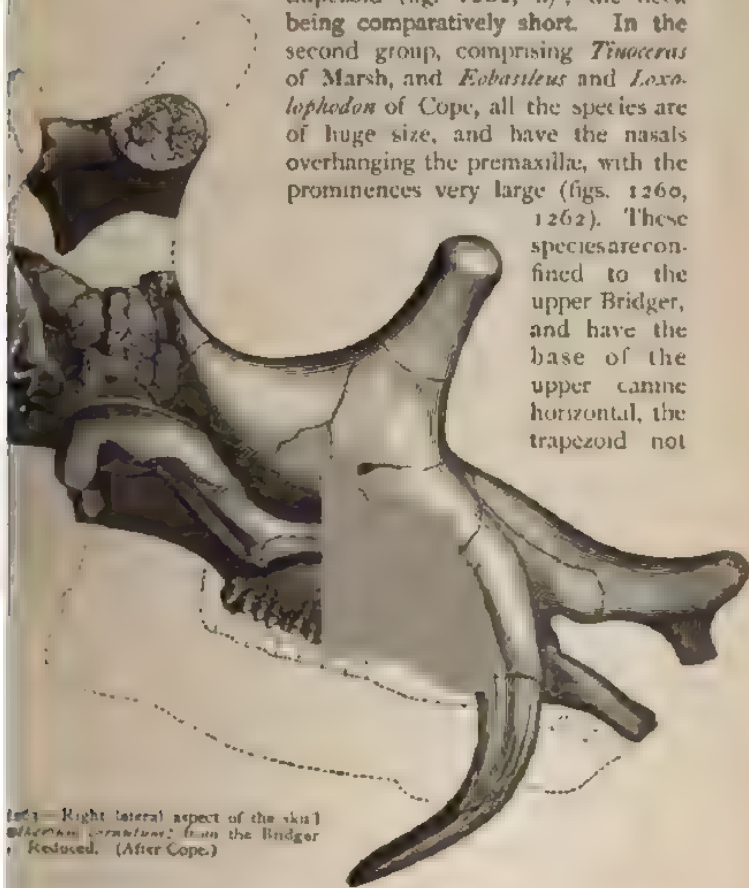 being comparatively short. In the
second group, comprising Tinoceras
of Marsh, and Eobasileus and Loxo-
lophodon of Cope, all the species are
of huge size, and have the nasals
overhanging the premaxillæ, with the
prominences very large (figs. 1260,
1262). These
species are con-
fined to the
upper Bridger,
and have the
base of the
upper canine
horizontal, the
trapezoid not
Right lateral aspect of the skull
from the Bridger
Reduced. (After Cope.)